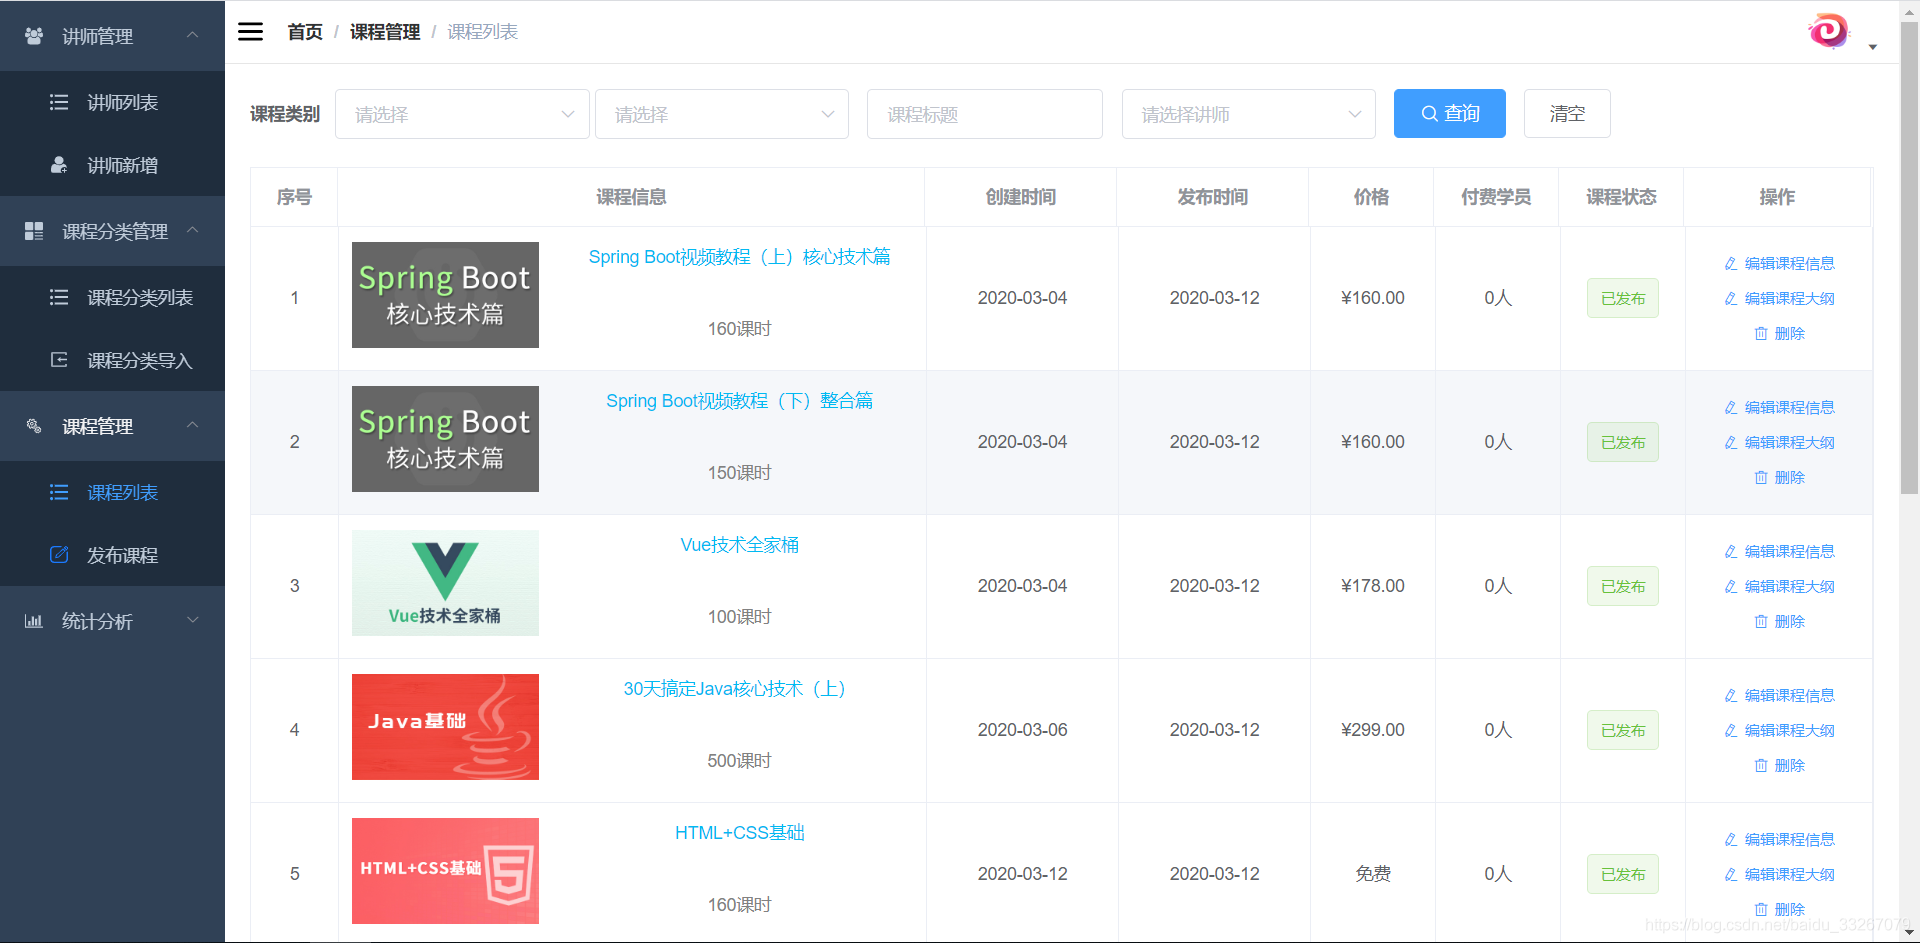 讲师管理
讲师列表
讲师新增
课程分类管理
课程分类列表
课程分类导入
课程管理
课程列表
发布课程
统计分析
首页 / 课程管理 / 课程列表
课程类别 请选择 请选择 课程标题 请选择讲师 查询 清空
序号 课程信息 创建时间 发布时间 价格 付费学员 课程状态 操作
Spring Boot
核心技术篇
Spring Boot视频教程（上）核心技术篇
160课时
1 2020-03-04 2020-03-12 ¥160.00 0人 已发布
编辑课程信息
编辑课程大纲
删除
Spring Boot
核心技术篇
Spring Boot视频教程（下）整合篇
150课时
2 2020-03-04 2020-03-12 ¥160.00 0人 已发布
编辑课程信息
编辑课程大纲
删除
Vue技术全家桶
Vue技术全家桶
100课时
3 2020-03-04 2020-03-12 ¥178.00 0人 已发布
编辑课程信息
编辑课程大纲
删除
Java基础
30天搞定Java核心技术（上）
500课时
4 2020-03-06 2020-03-12 ¥299.00 0人 已发布
编辑课程信息
编辑课程大纲
删除
HTML+CSS基础
5
HTML+CSS基础
160课时
5 2020-03-12 2020-03-12 免费 0人 已发布
编辑课程信息
编辑课程大纲
删除
https://blog.csdn.net/baidu_33267079